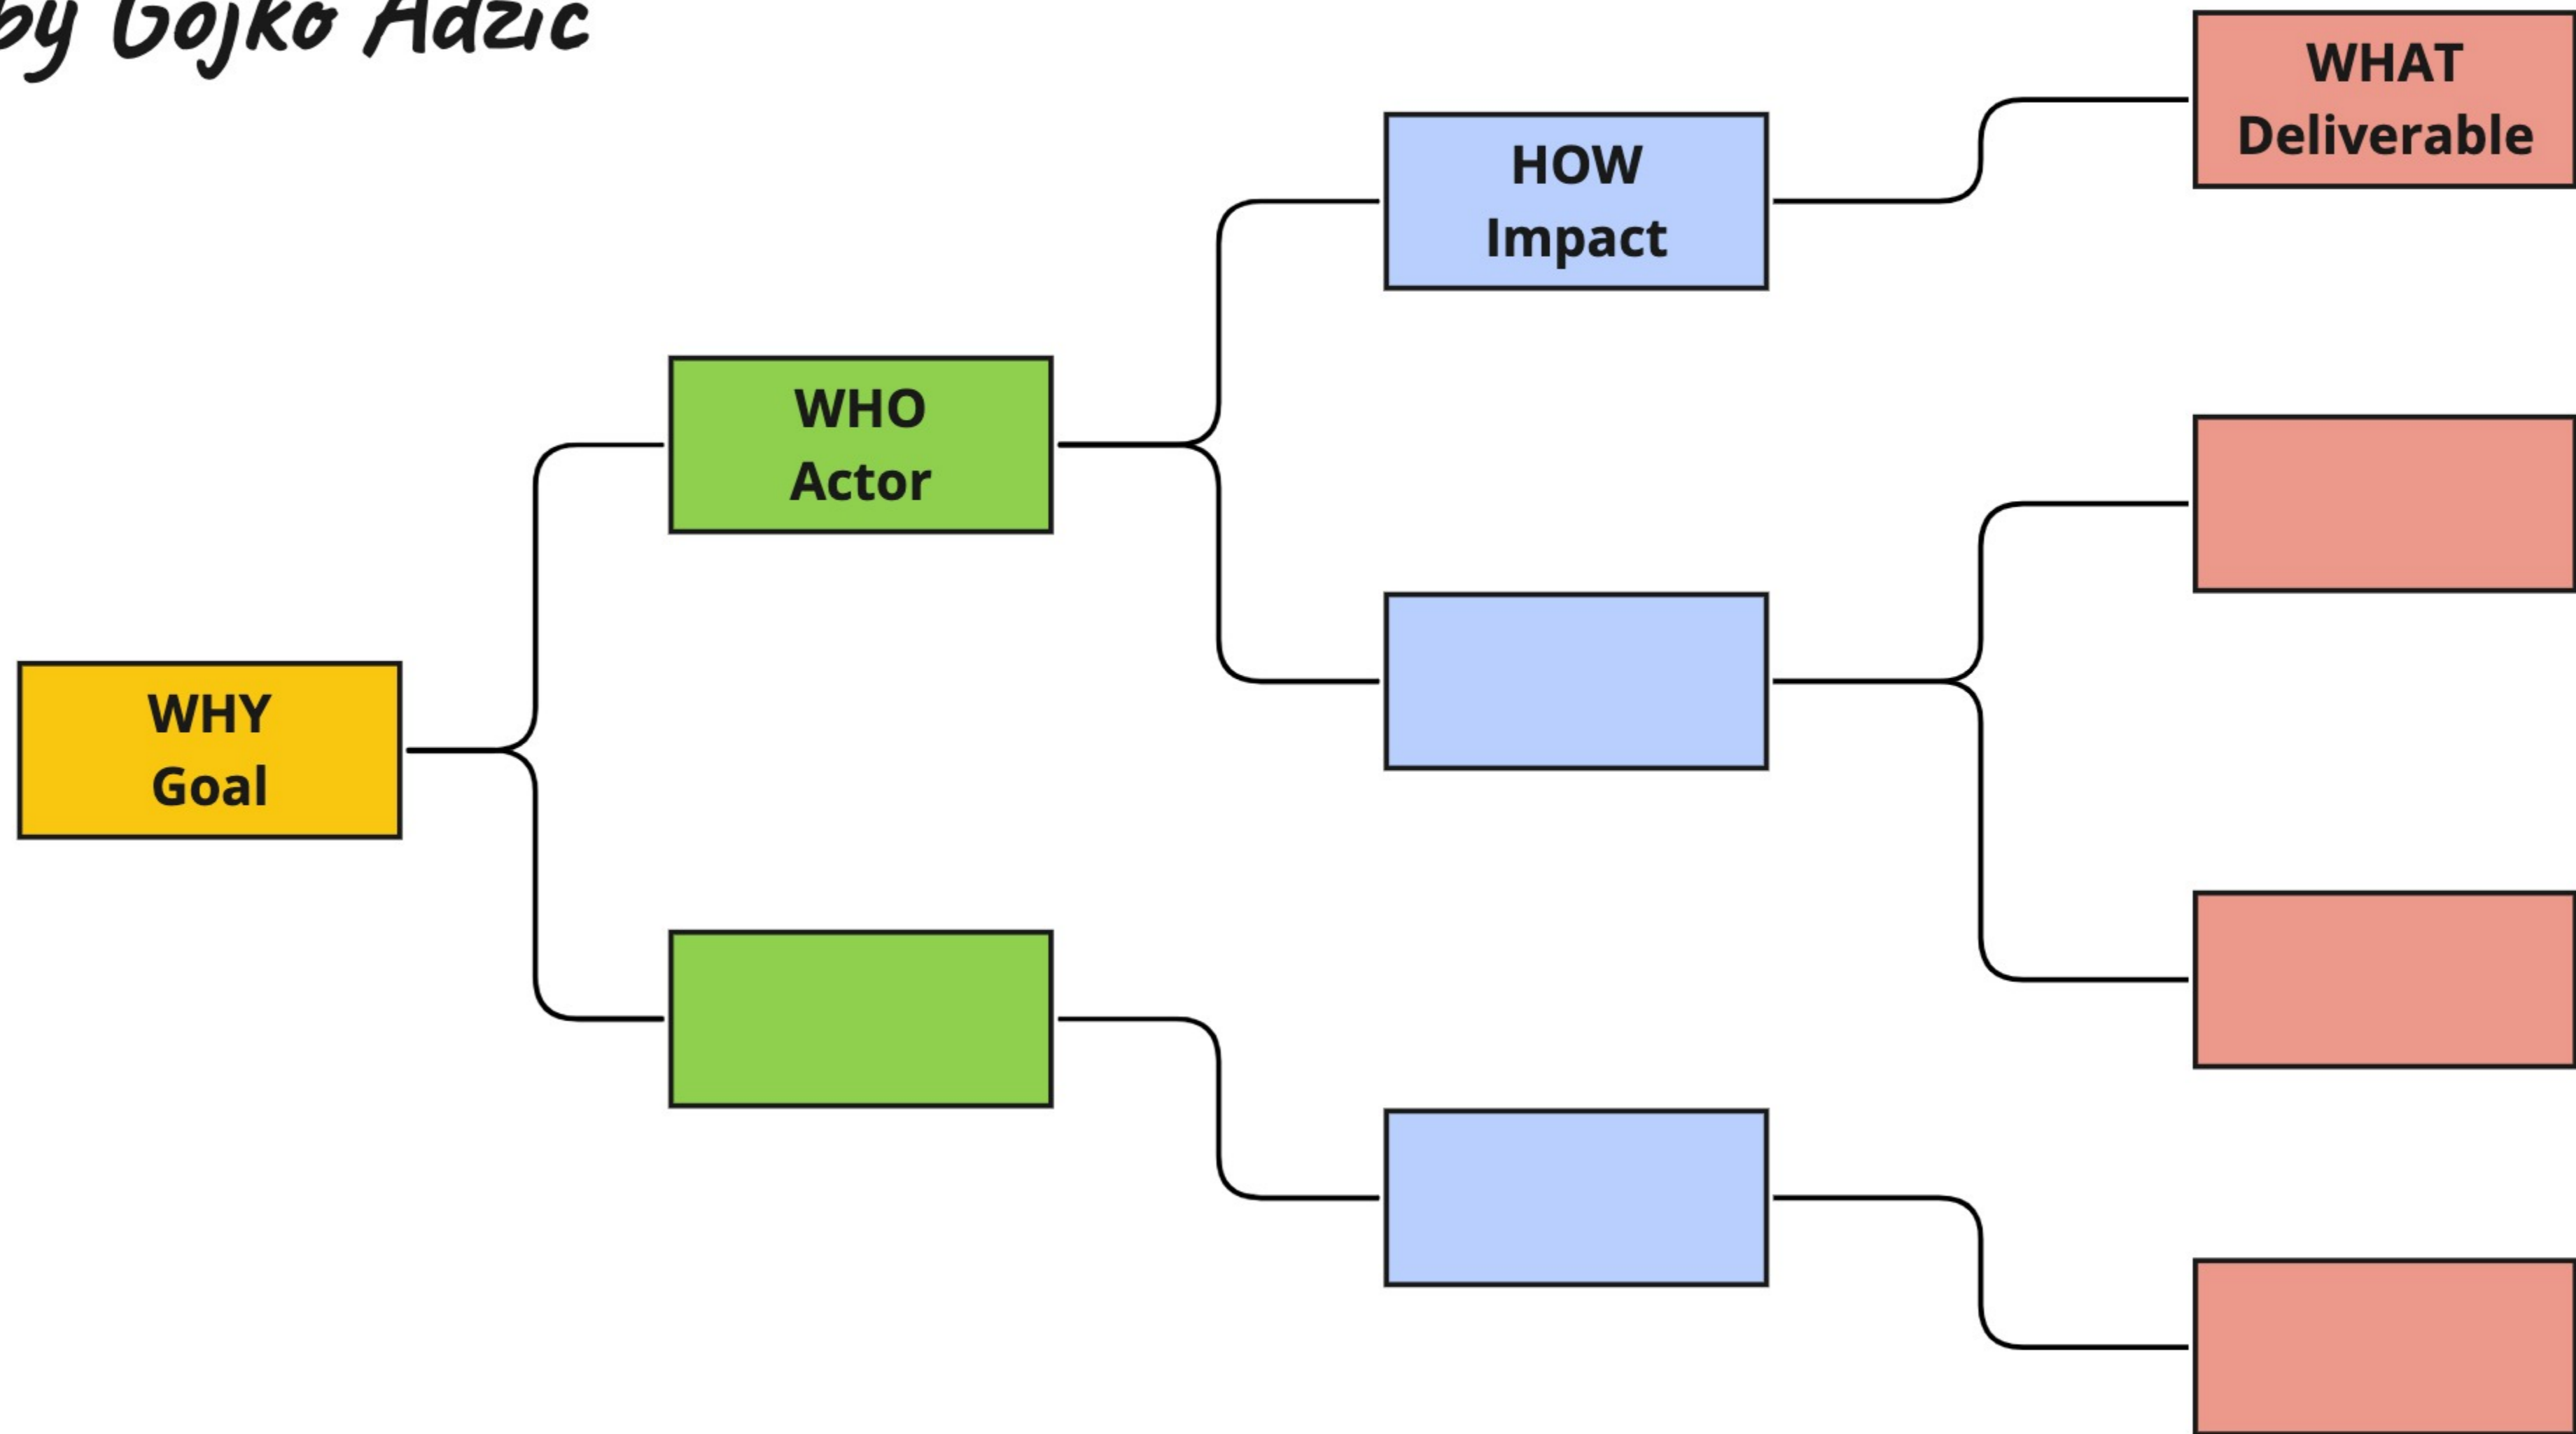 by Gojko Adzic
WHY
Goal
WHO
Actor
HOW
Impact
WHAT
Deliverable